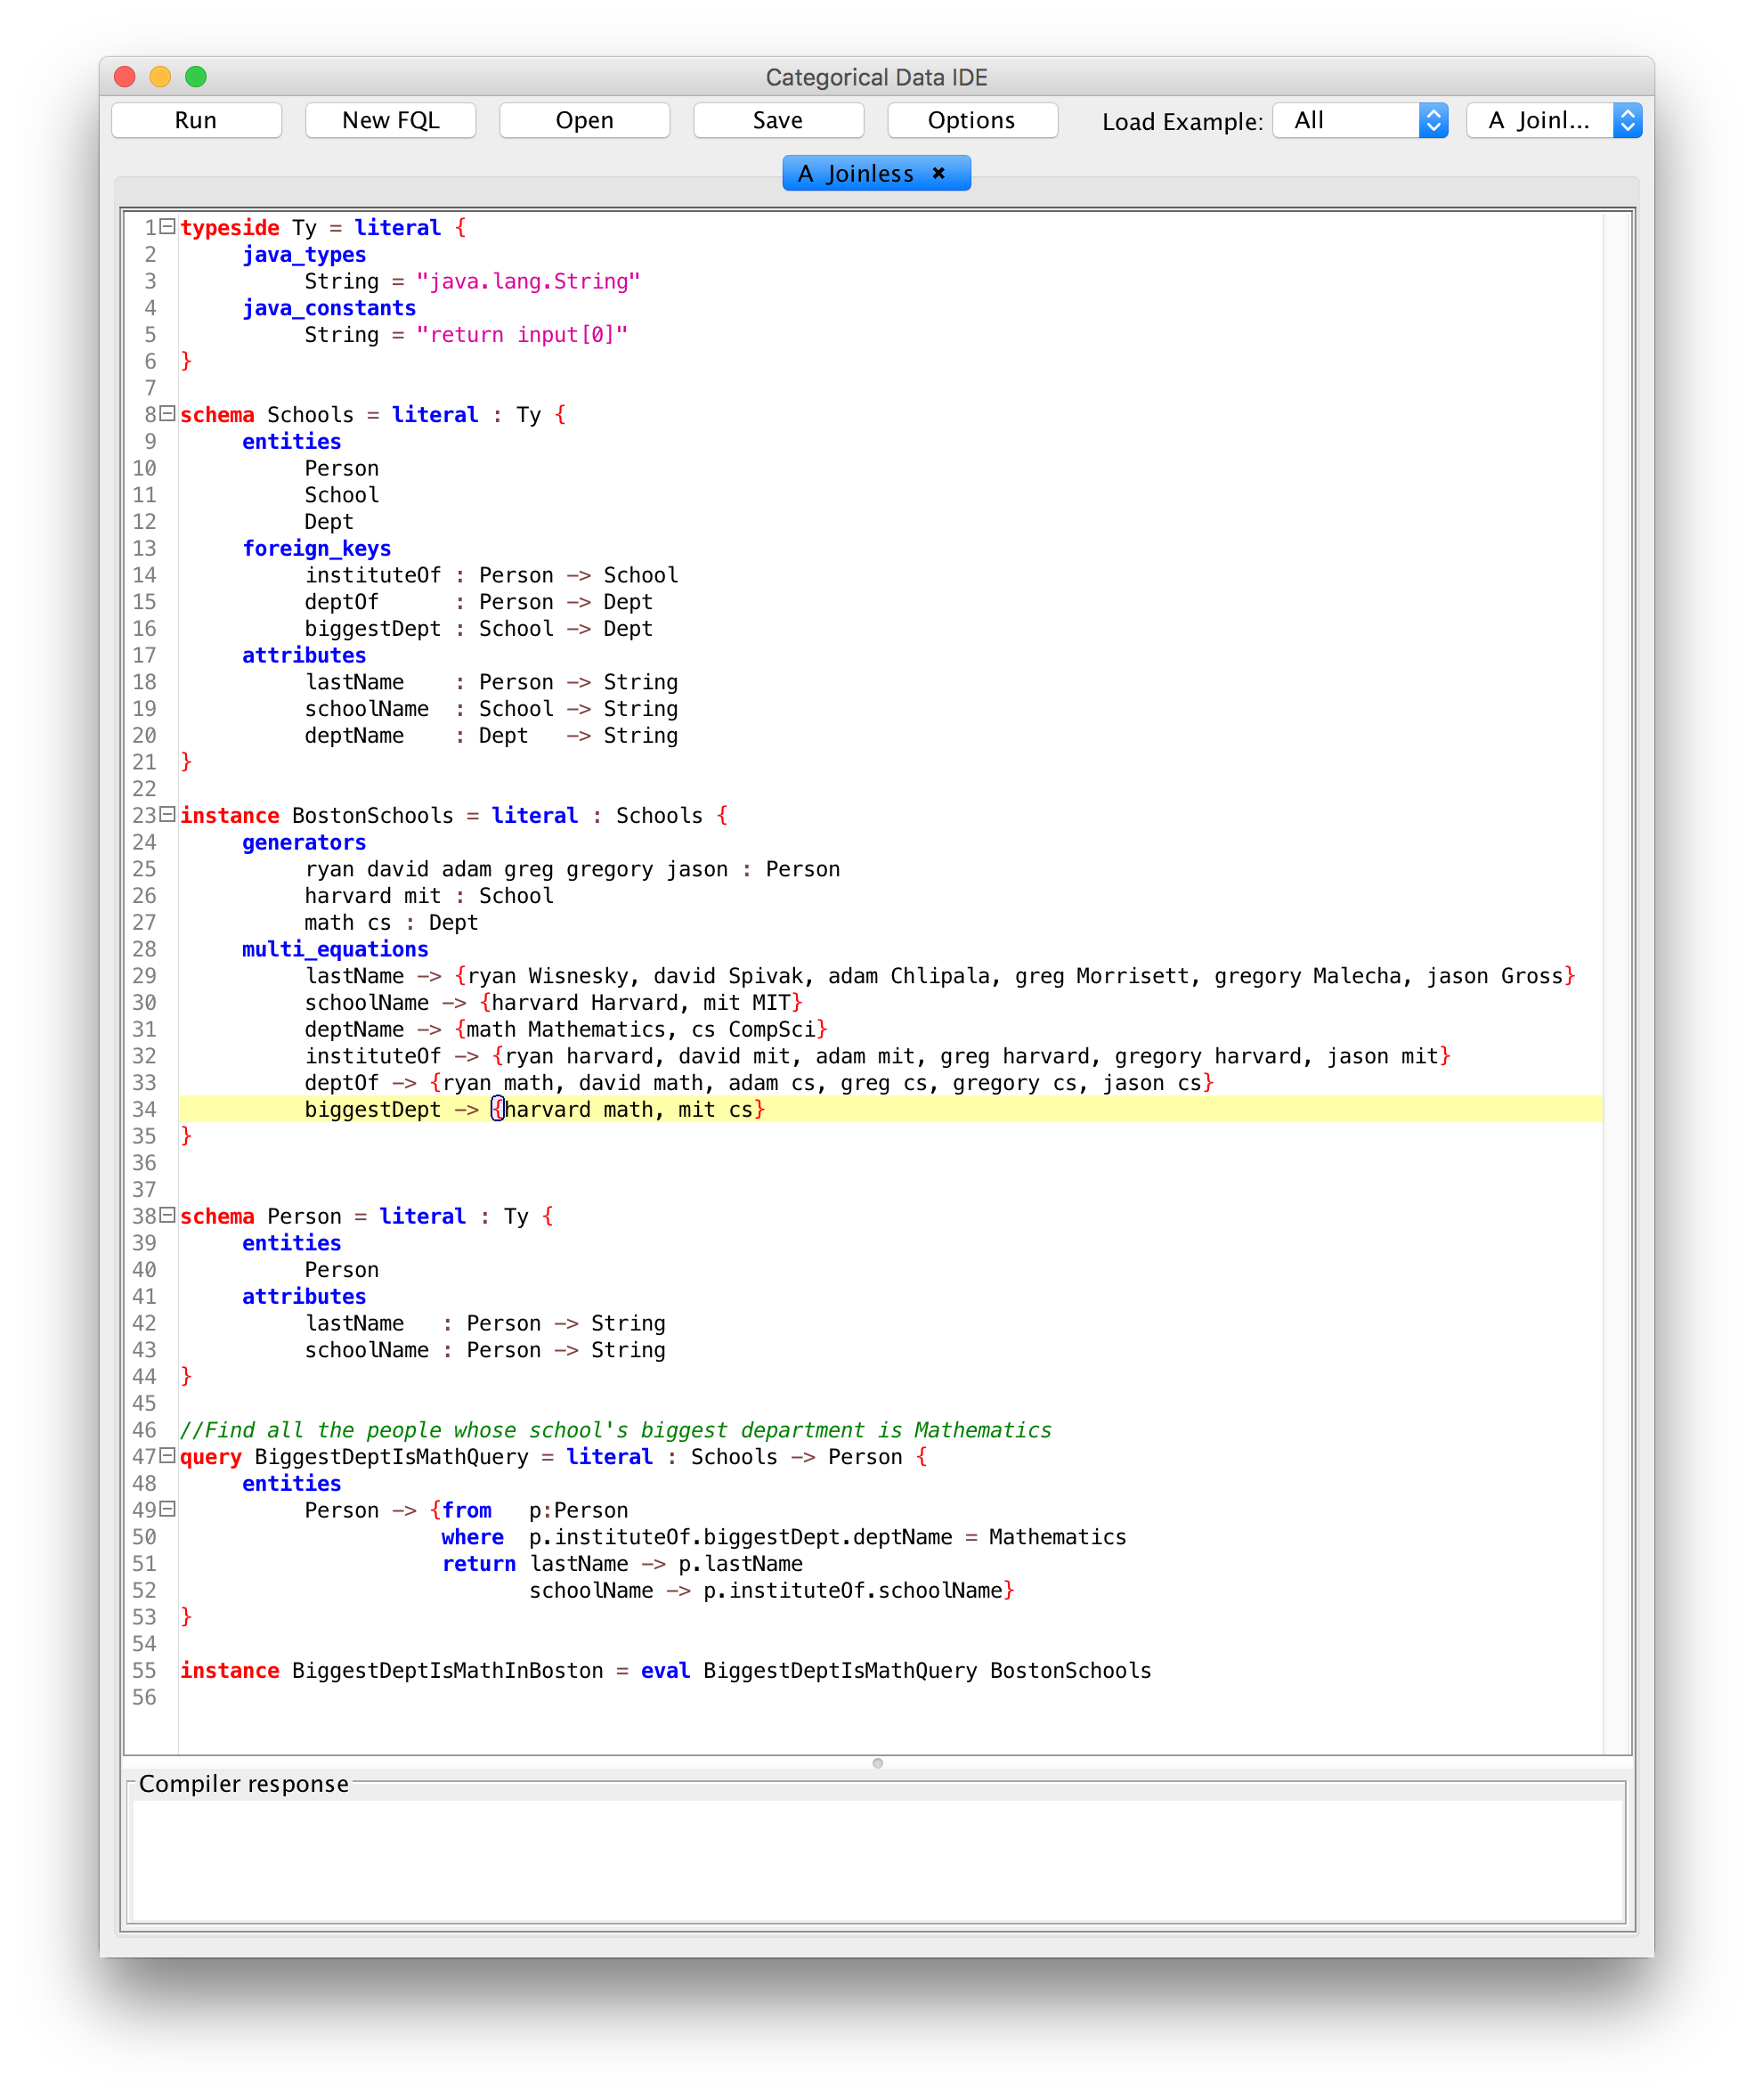 Categorical Data IDE
Run New FQL Open Save Options Load Example: All A Joinl...
A Joinless ✖
1 typeside Ty = literal {
2 java_types
3 String = "java.lang.String"
4 java_constants
5 String = "return input[0]"
6 }
7
8 schema Schools = literal : Ty {
9 entities
10 Person
11 School
12 Dept
13 foreign_keys
14 instituteOf : Person -> School
15 deptOf : Person -> Dept
16 biggestDept : School -> Dept
17 attributes
18 lastName : Person -> String
19 schoolName : School -> String
20 deptName : Dept -> String
21 }
22
23 instance BostonSchools = literal : Schools {
24 generators
25 ryan david adam greg gregory jason : Person
26 harvard mit : School
27 math cs : Dept
28 multi_equations
29 lastName -> {ryan Wisnesky, david Spivak, adam Chlipala, greg Morrisett, gregory Malecha, jason Gross}
30 schoolName -> {harvard Harvard, mit MIT}
31 deptName -> {math Mathematics, cs CompSci}
32 instituteOf -> {ryan harvard, david mit, adam mit, greg harvard, gregory harvard, jason mit}
33 deptOf -> {ryan math, david math, adam cs, greg cs, gregory cs, jason cs}
34 biggestDept -> {harvard math, mit cs}
35 }
36
37
38 schema Person = literal : Ty {
39 entities
40 Person
41 attributes
42 lastName : Person -> String
43 schoolName : Person -> String
44 }
45
46 //Find all the people whose school's biggest department is Mathematics
47 query BiggestDeptIsMathQuery = literal : Schools -> Person {
48 entities
49 Person -> {from p:Person
50 where p.instituteOf.biggestDept.deptName = Mathematics
51 return lastName -> p.lastName
52 schoolName -> p.instituteOf.schoolName}
53 }
54
55 instance BiggestDeptIsMathInBoston = eval BiggestDeptIsMathQuery BostonSchools
56
Compiler response